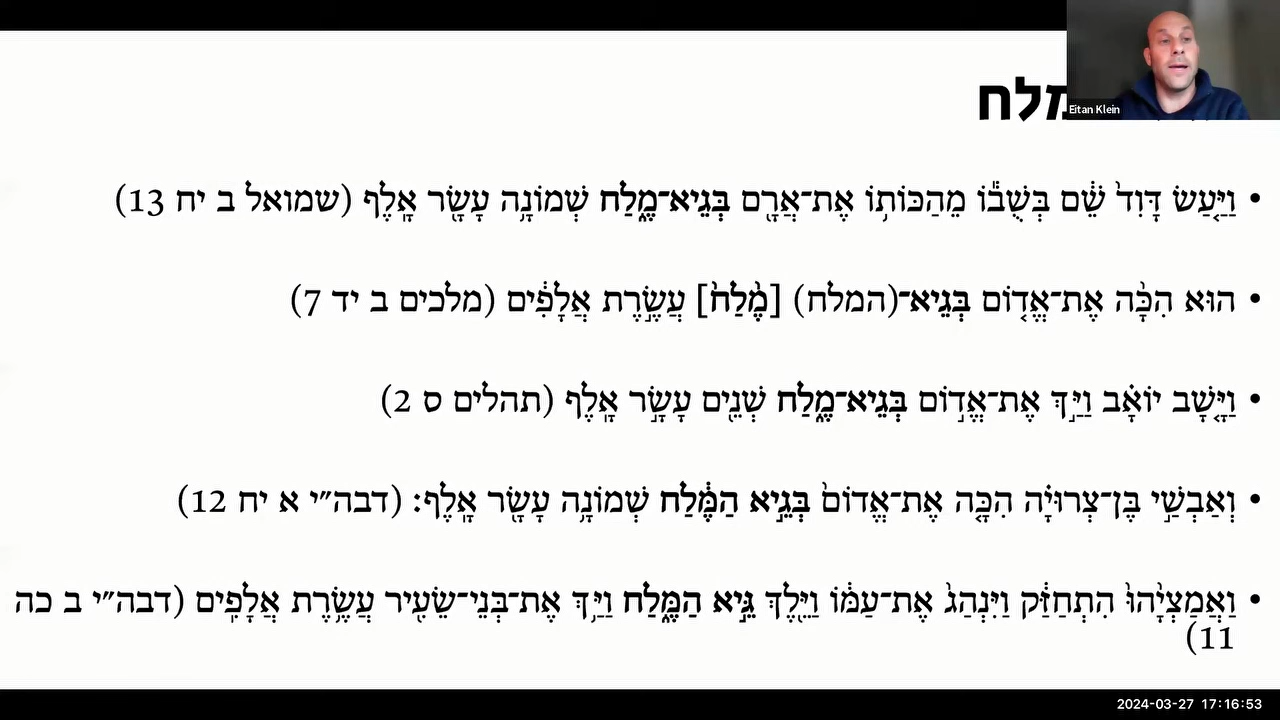 מלח
Eitan Klein
• וַיַּ֤עַשׂ דָּוִד֙ שֵׁ֔ם בְּשֻׁב֕וֹ מֵהַכּוֹת֥וֹ אֶת־אֲרָ֖ם בְּגֵיא־מֶ֑לַח שְׁמוֹנָ֥ה עָשָׂ֖ר אָֽלֶף (שמואל ב יח 13)
• ה֠וּא הִכָּ֨ה אֶת־אֱד֤וֹם בְּגֵיא־(המלח) [מֶ֙לַח֙] עֲשֶׂ֣רֶת אֲלָפִ֔ים (מלכים ב יד 7)
• וַיָּ֤שָׁב יוֹאָ֗ב וַיַּ֣ךְ אֶת־אֱד֣וֹם בְּגֵיא־מֶ֑לַח שְׁנֵ֖ים עָשָׂ֣ר אָֽלֶף (תהלים ס 2)
• וְאַבְשַׁ֣י בֶּן־צְרוּיָ֗ה הִכָּ֤ה אֶת־אֱדוֹם֙ בְּגֵ֣יא הַמֶּ֔לַח שְׁמוֹנָ֥ה עָשָׂ֖ר אָֽלֶף׃ (דבה״י א יח 12)
• וַאֲמַצְיָ֙הוּ֙ הִתְחַזַּ֔ק וַיִּנְהַג֙ אֶת־עַמּ֔וֹ וַיֵּ֖לֶךְ גֵּ֣יא הַמֶּ֑לַח וַיַּ֥ךְ אֶת־בְּנֵי־שֵׂעִ֖יר עֲשֶׂ֥רֶת אֲלָפִֽים (דבה״י ב כה
11)
2024-03-27 17:16:53